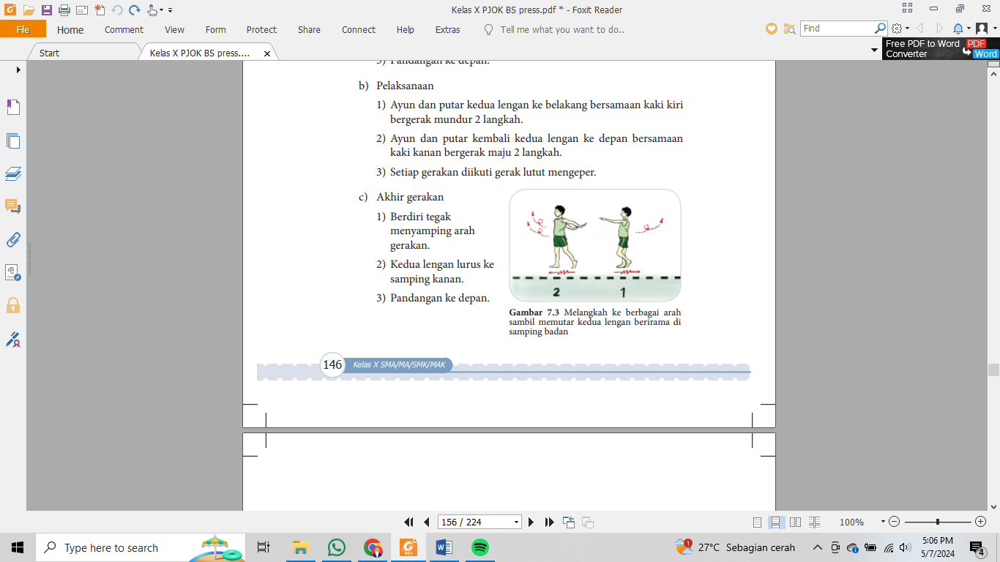 Kelas X PJOK BS press.pdf * - Foxit Reader
File Home Comment View Form Protect Share Connect Help Extras Tell me what you want to do.. Find
Start Kelas X PJOK BS press.... Free PDF to Word PDF
Converter Word
3) Pandangan ke depan.
b) Pelaksanaan
1) Ayun dan putar kedua lengan ke belakang bersamaan kaki kiri
bergerak mundur 2 langkah.
2) Ayun dan putar kembali kedua lengan ke depan bersamaan
kaki kanan bergerak maju 2 langkah.
3) Setiap gerakan diikuti gerak lutut mengeper.
c) Akhir gerakan
1) Berdiri tegak
menyamping arah
gerakan.
2) Kedua lengan lurus ke
samping kanan.
3) Pandangan ke depan.
2 1
Gambar 7.3 Melangkah ke berbagai arah
sambil memutar kedua lengan berirama di
samping badan
146 Kelas X SMA/MA/SMK/MAK
156 / 224 100%
Type here to search 27°C Sebagian cerah 5:06 PM
5/7/2024 4